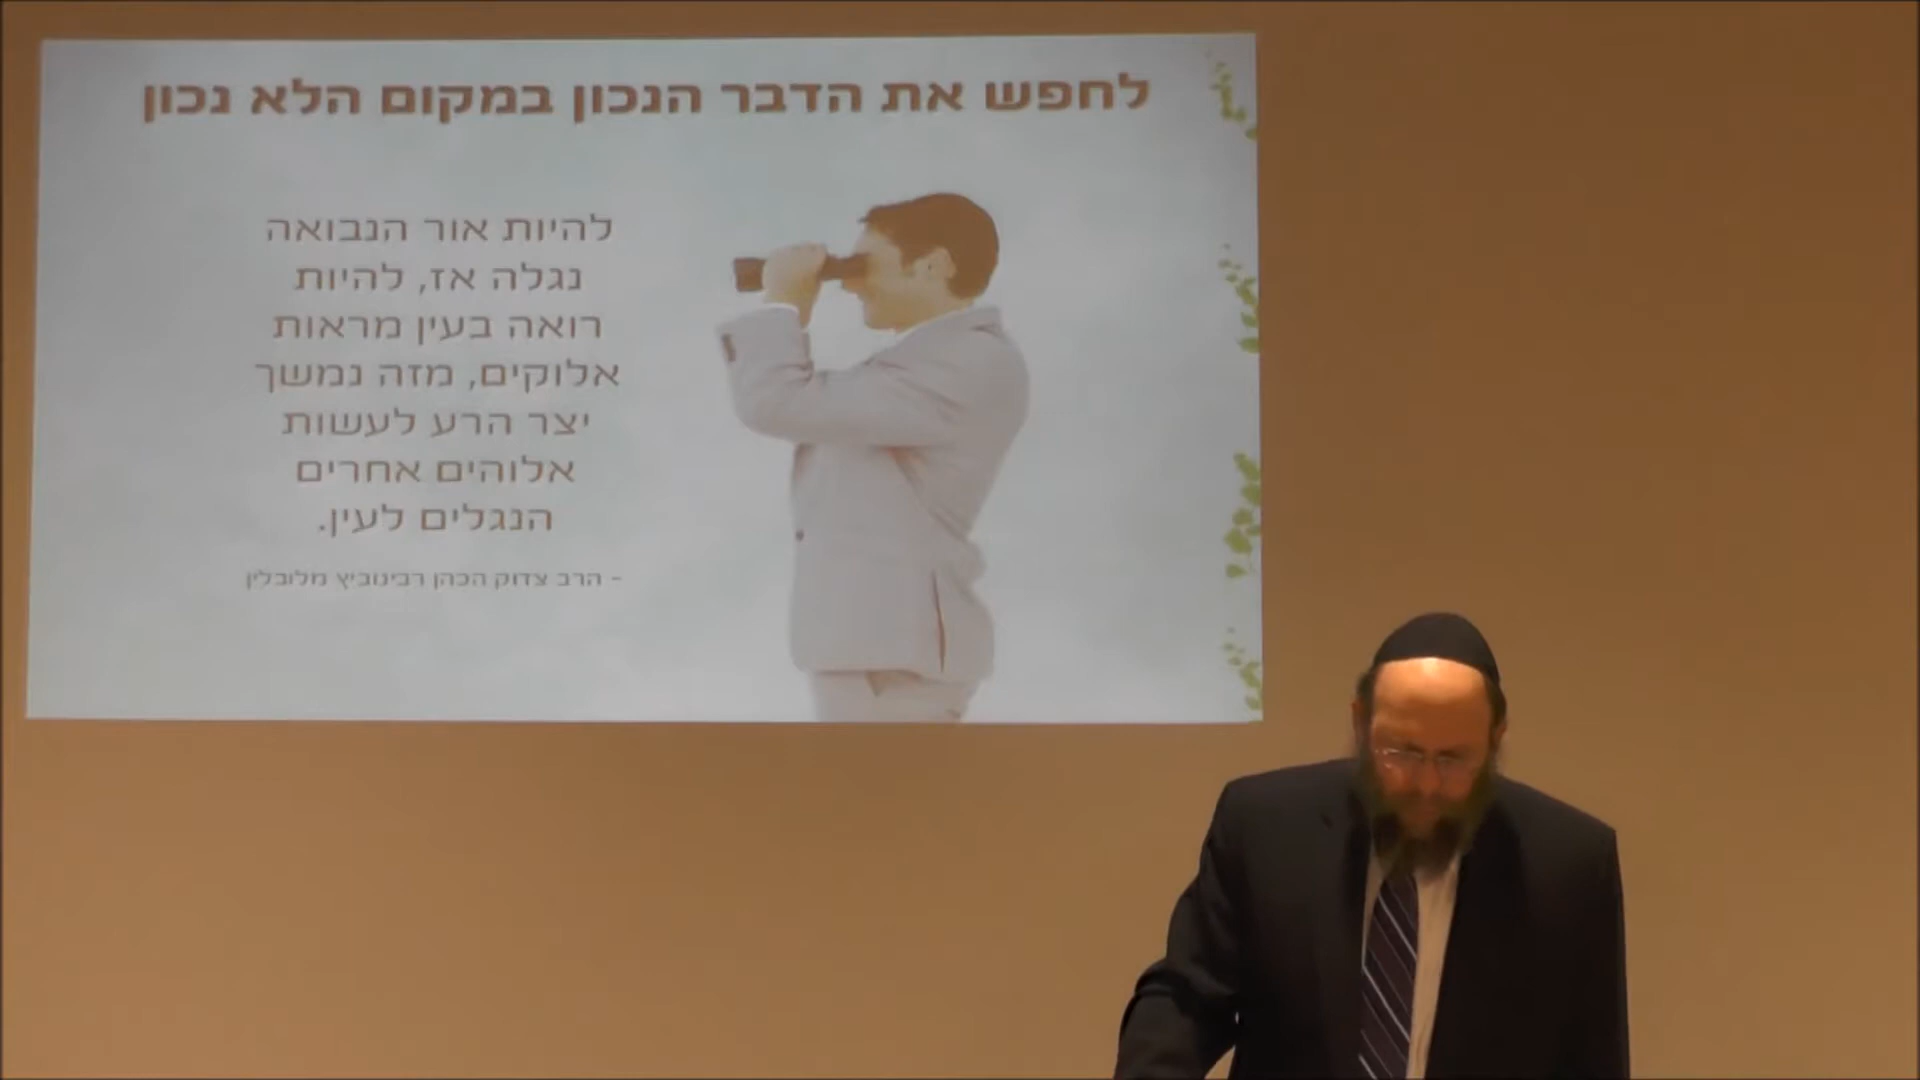 לחפש את הדבר הנכון במקום הלא נכון
להיות אור הנבואה
נגלה אז, להיות
רואה בעין מראות
אלוקים, מזה נמשך
יצר הרע לעשות
אלוהים אחרים
הנגלים לעין.
- הרב צדוק הכהן רבינוביץ מלובלין